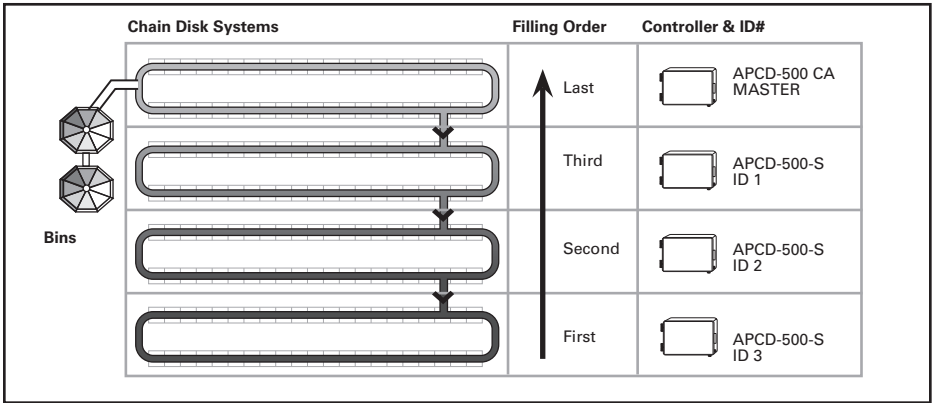 Chain Disk Systems
Filling Order
Controller & ID#
Last
APCD-500 CA
MASTER
Third
APCD-500-S
ID 1
Bins
Second
APCD-500-S
ID 2
First
APCD-500-S
ID 3